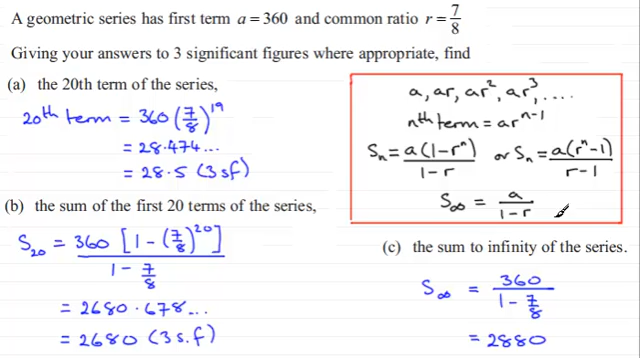 A geometric series has first term a = 360 and common ratio r = 7/8
Giving your answers to 3 significant figures where appropriate, find
(a) the 20th term of the series,
20th term = 360 (7/8)^19
= 28.474...
= 28.5 (3sf)
a, ar, ar², ar³, ....
nth term = ar^(n-1)
Sn = a(1-r^n)/(1-r) or Sn = a(r^n-1)/(r-1)
S∞ = a/(1-r)
(b) the sum of the first 20 terms of the series,
S20 = 360 [1-(7/8)^20]/(1-7/8)
= 2680.678...
= 2680 (3s.f)
(c) the sum to infinity of the series.
S∞ = 360/(1-7/8)
= 2880